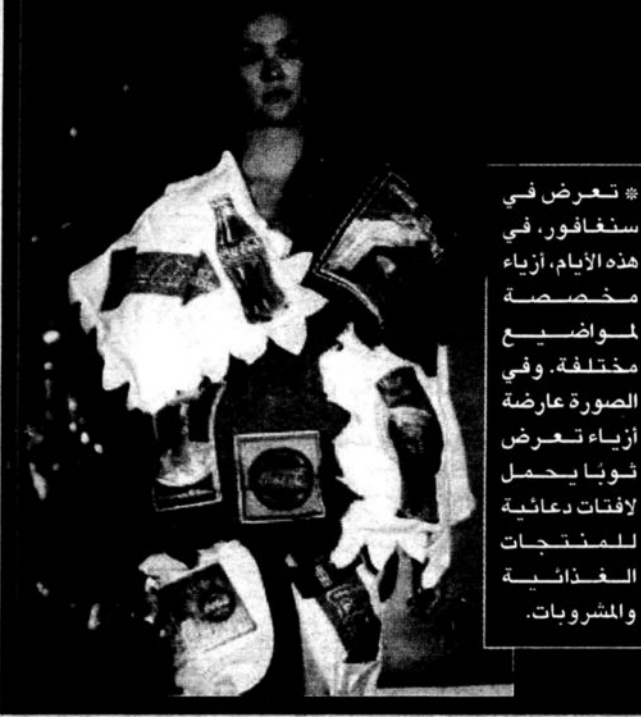 * تعرض في
سنغافور، في
هذه الأيام، أزياء
مخصصة
لمواضيع
مختلفة. وفي
الصورة عارضة
أزياء تعرض
ثوبًا يحمل
لافتات دعائية
للمنتجات
الغذائية
والمشروبات.